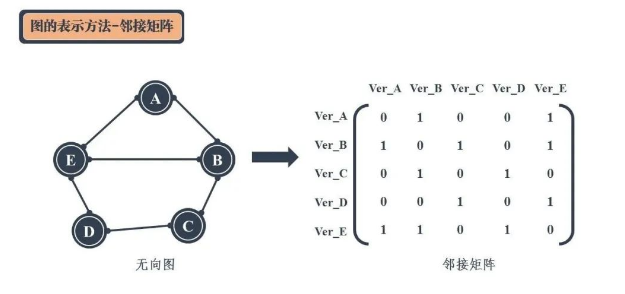 图的表示方法-邻接矩阵
A
E
B
D
C
无向图
Ver_A Ver_B Ver_C Ver_D Ver_E
Ver_A 0 1 0 0 1
Ver_B 1 0 1 0 1
Ver_C 0 1 0 1 0
Ver_D 0 0 1 0 1
Ver_E 1 1 0 1 0
邻接矩阵